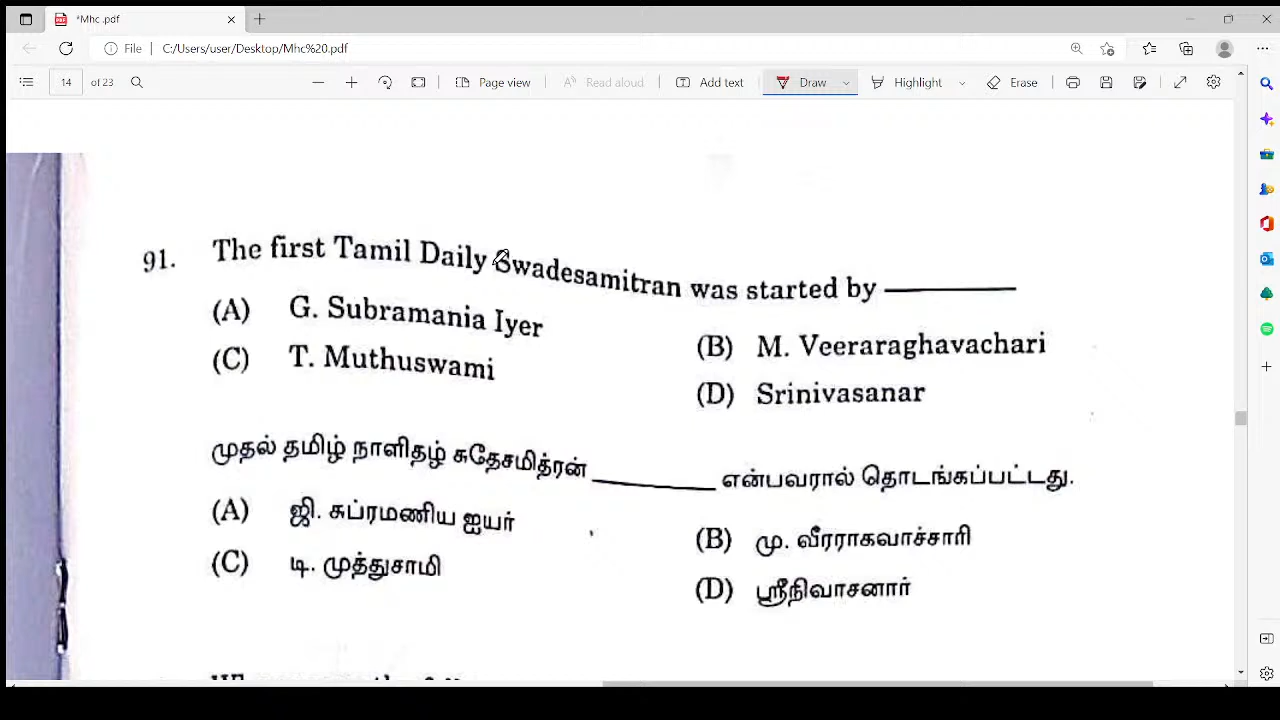 *Mhc .pdf
File | C:/Users/user/Desktop/Mhc%20.pdf
14 of 23 Page view Read aloud Add text Draw Highlight Erase
91. The first Tamil Daily Swadesamitran was started by
(A) G. Subramania Iyer
(B) M. Veeraraghavachari
(C) T. Muthuswami
(D) Srinivasanar
முதல் தமிழ் நாளிதழ் சுதேசமித்ரன் ________ என்பவரால் தொடங்கப்பட்டது.
(A) ஜி. சுப்ரமணிய ஐயர்
(B) மு. வீரராகவாச்சாரி
(C) டி. முத்துசாமி
(D) ஸ்ரீநிவாசனார்